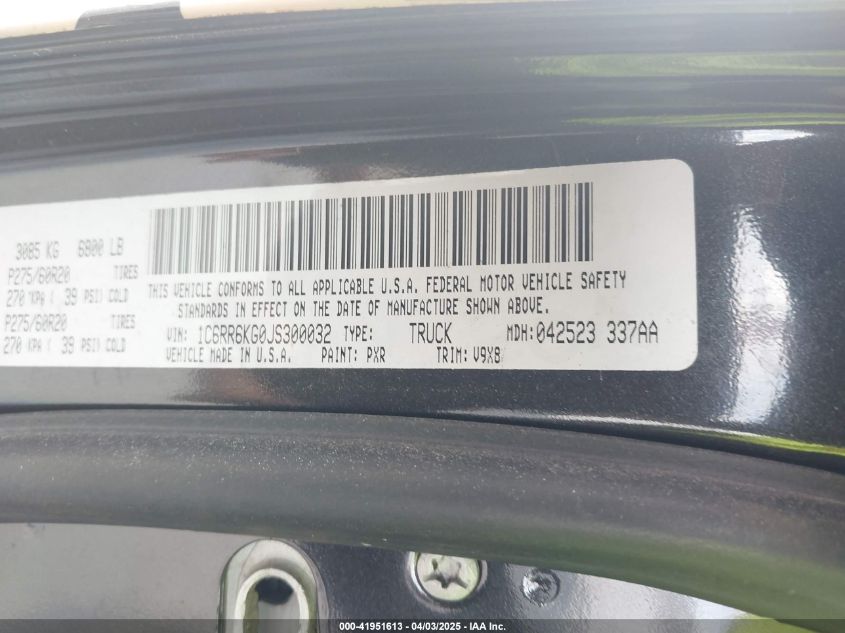 3085 KG 6800 LB
THIS VEHICLE CONFORMS TO ALL APPLICABLE U.S.A. FEDERAL MOTOR VEHICLE SAFETY
STANDARDS IN EFFECT ON THE DATE OF MANUFACTURE SHOWN ABOVE.
P275/60R20 TIRES
270 KPA ( 39 PSI) COLD
P275/60R20 TIRES
270 KPA ( 39 PSI) COLD
VIN: 1C6RR6KG0JS300032 TYPE: TRUCK MDH: 042523 337AA
VEHICLE MADE IN U.S.A. PAINT: PXR TRIM: V9X8
000-41951613 - 04/03/2025 - IAA Inc.